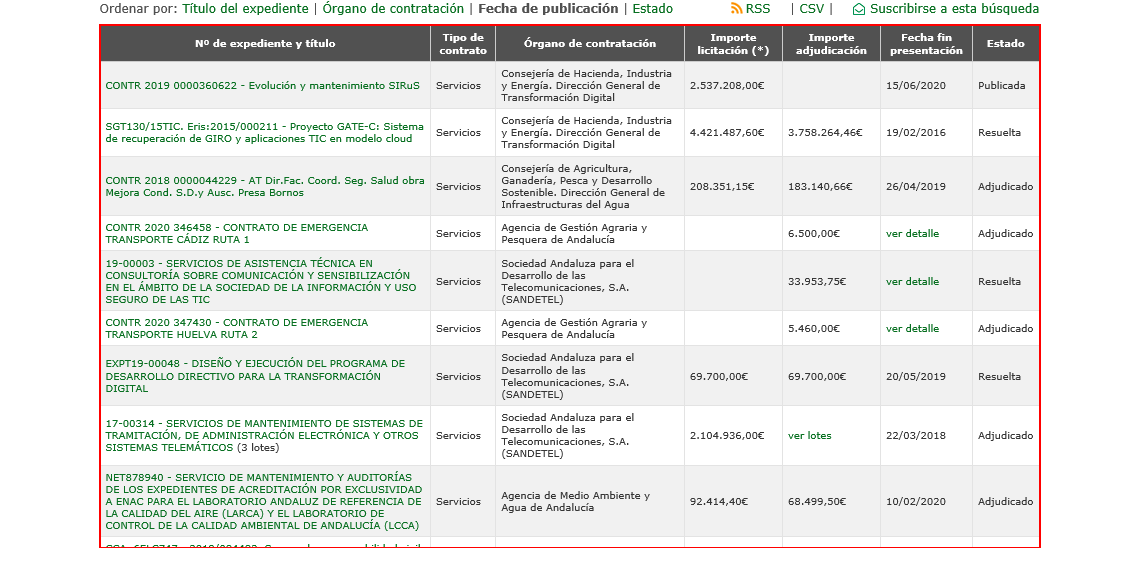 Ordenar por: Título del expediente | Órgano de contratación | Fecha de publicación | Estado
RSS | CSV | Suscribirse a esta búsqueda
Nº de expediente y título
Tipo de
contrato
Órgano de contratación
Importe
licitación (*)
Importe
adjudicación
Fecha fin
presentación
Estado
CONTR 2019 0000360622 - Evolución y mantenimiento SIRuS
Servicios
Consejería de Hacienda, Industria
y Energía. Dirección General de
Transformación Digital
2.537.208,00€
15/06/2020
Publicada
SGT130/15TIC. Eris:2015/000211 - Proyecto GATE-C: Sistema
de recuperación de GIRO y aplicaciones TIC en modelo cloud
Servicios
Consejería de Hacienda, Industria
y Energía. Dirección General de
Transformación Digital
4.421.487,60€
3.758.264,46€
19/02/2016
Resuelta
CONTR 2018 0000044229 - AT Dir.Fac. Coord. Seg. Salud obra
Mejora Cond. S.D.y Ausc. Presa Bornos
Servicios
Consejería de Agricultura,
Ganadería, Pesca y Desarrollo
Sostenible. Dirección General de
Infraestructuras del Agua
208.351,15€
183.140,66€
26/04/2019
Adjudicado
CONTR 2020 346458 - CONTRATO DE EMERGENCIA
TRANSPORTE CÁDIZ RUTA 1
Servicios
Agencia de Gestión Agraria y
Pesquera de Andalucía
6.500,00€
ver detalle
Adjudicado
19-00003 - SERVICIOS DE ASISTENCIA TÉCNICA EN
CONSULTORÍA SOBRE COMUNICACIÓN Y SENSIBILIZACIÓN
EN EL ÁMBITO DE LA SOCIEDAD DE LA INFORMACIÓN Y USO
SEGURO DE LAS TIC
Servicios
Sociedad Andaluza para el
Desarrollo de las
Telecomunicaciones, S.A.
(SANDETEL)
33.953,75€
ver detalle
Resuelta
CONTR 2020 347430 - CONTRATO DE EMERGENCIA
TRANSPORTE HUELVA RUTA 2
Servicios
Agencia de Gestión Agraria y
Pesquera de Andalucía
5.460,00€
ver detalle
Adjudicado
EXPT19-00048 - DISEÑO Y EJECUCIÓN DEL PROGRAMA DE
DESARROLLO DIRECTIVO PARA LA TRANSFORMACIÓN
DIGITAL
Servicios
Sociedad Andaluza para el
Desarrollo de las
Telecomunicaciones, S.A.
(SANDETEL)
69.700,00€
69.700,00€
20/05/2019
Resuelta
17-00314 - SERVICIOS DE MANTENIMIENTO DE SISTEMAS DE
TRAMITACIÓN, DE ADMINISTRACIÓN ELECTRÓNICA Y OTROS
SISTEMAS TELEMÁTICOS (3 lotes)
Servicios
Sociedad Andaluza para el
Desarrollo de las
Telecomunicaciones, S.A.
(SANDETEL)
2.104.936,00€
ver lotes
22/03/2018
Adjudicado
NET878940 - SERVICIO DE MANTENIMIENTO Y AUDITORÍAS
DE LOS EXPEDIENTES DE ACREDITACIÓN POR EXCLUSIVIDAD
A ENAC PARA EL LABORATORIO ANDALUZ DE REFERENCIA DE
LA CALIDAD DEL AIRE (LARCA) Y EL LABORATORIO DE
CONTROL DE LA CALIDAD AMBIENTAL DE ANDALUCÍA (LCCA)
Servicios
Agencia de Medio Ambiente y
Agua de Andalucía
92.414,40€
68.499,50€
10/02/2020
Adjudicado